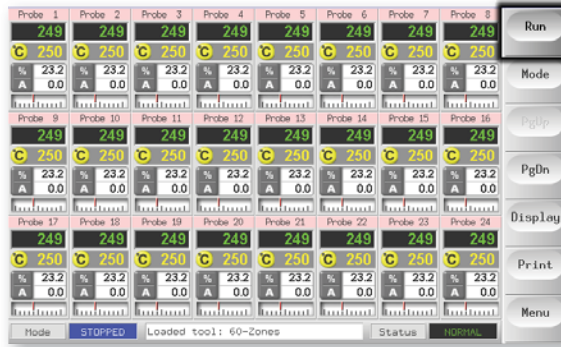 Probe 1 Probe 2 Probe 3 Probe 4 Probe 5 Probe 6 Probe 7 Probe 8 Run
249 249 249 249 249 249 249 249
°C 250 °C 250 °C 250 °C 250 °C 250 °C 250 °C 250 °C 250
% 23.2 % 23.2 % 23.2 % 23.2 % 23.2 % 23.2 % 23.2 % 23.2 Mode
A 0.0 A 0.0 A 0.0 A 0.0 A 0.0 A 0.0 A 0.0 A 0.0
Probe 9 Probe 10 Probe 11 Probe 12 Probe 13 Probe 14 Probe 15 Probe 16 PgUp
249 249 249 249 249 249 249 249
°C 250 °C 250 °C 250 °C 250 °C 250 °C 250 °C 250 °C 250 PgDn
% 23.2 % 23.2 % 23.2 % 23.2 % 23.2 % 23.2 % 23.2 % 23.2
A 0.0 A 0.0 A 0.0 A 0.0 A 0.0 A 0.0 A 0.0 A 0.0
Probe 17 Probe 18 Probe 19 Probe 20 Probe 21 Probe 22 Probe 23 Probe 24 Display
249 249 249 249 249 249 249 249
°C 250 °C 250 °C 250 °C 250 °C 250 °C 250 °C 250 °C 250 Print
% 23.2 % 23.2 % 23.2 % 23.2 % 23.2 % 23.2 % 23.2 % 23.2
A 0.0 A 0.0 A 0.0 A 0.0 A 0.0 A 0.0 A 0.0 A 0.0 Menu
Mode STOPPED Loaded tool: 60-Zones Status NORMAL